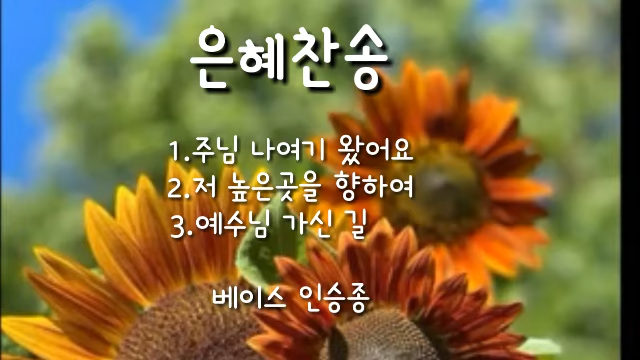 은혜찬송
1.주님 나여기 왔어요
2.저 높은곳을 향하여
3.예수님 가신 길
베이스 인승종